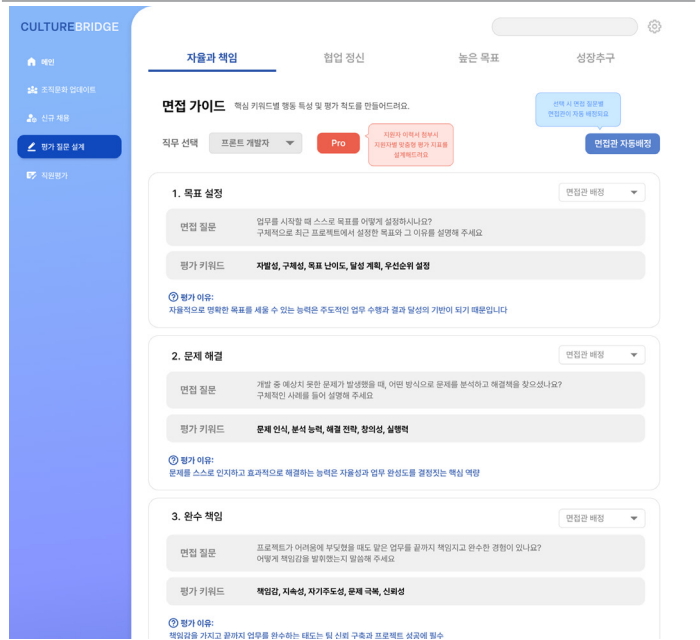 CULTUREBRIDGE
메인
조직문화 업데이트
신규 채용
평가 질문 설계
직원평가
자율과 책임
협업 정신
높은 목표
성장추구
면접 가이드
핵심 키워드별 행동 특성 및 평가 척도를 만들어드려요.
선택 시 면접 질문별
면접관이 자동 배정되요
직무 선택
프론트 개발자
Pro
지원자 이력서 첨부시
지원자별 맞춤형 평가 지표를
설계해드려요
면접관 자동배정
1. 목표 설정
면접관 배정
면접 질문
업무를 시작할 때 스스로 목표를 어떻게 설정하시나요?
구체적으로 최근 프로젝트에서 설정한 목표와 그 이유를 설명해 주세요
평가 키워드
자발성, 구체성, 목표 난이도, 달성 계획, 우선순위 설정
평가 이유:
자율적으로 명확한 목표를 세울 수 있는 능력은 주도적인 업무 수행과 결과 달성의 기반이 되기 때문입니다
2. 문제 해결
면접관 배정
면접 질문
개발 중 예상치 못한 문제가 발생했을 때, 어떤 방식으로 문제를 분석하고 해결책을 찾으셨나요?
구체적인 사례를 들어 설명해 주세요
평가 키워드
문제 인식, 분석 능력, 해결 전략, 창의성, 실행력
평가 이유:
문제를 스스로 인지하고 효과적으로 해결하는 능력은 자율성과 업무 완성도를 결정짓는 핵심 역량
3. 완수 책임
면접관 배정
면접 질문
프로젝트가 어려움에 부딪혔을 때도 맡은 업무를 끝까지 책임지고 완수한 경험이 있나요?
어떻게 책임감을 발휘했는지 말씀해 주세요
평가 키워드
책임감, 지속성, 자기주도성, 문제 극복, 신뢰성
평가 이유:
책임감을 가지고 끝까지 업무를 완수하는 태도는 팀 신뢰 구축과 프로젝트 성공에 필수